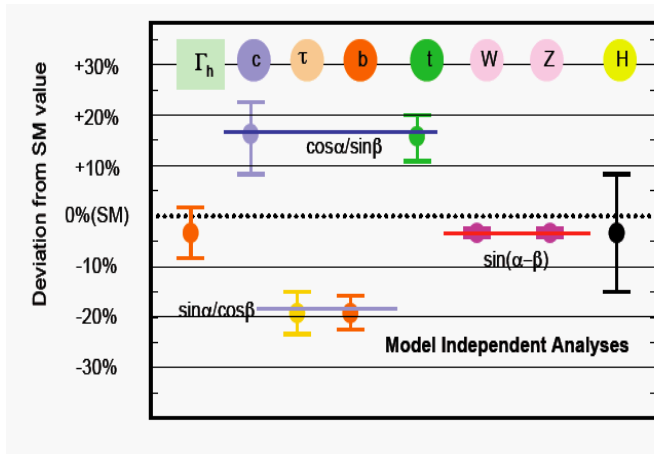 Γh c τ b t W Z H
+30%
+20%
cosα/sinβ
+10%
0%(SM)
sin(α−β)
-10%
sinα/cosβ
-20%
Model Independent Analyses
-30%
Deviation from SM value